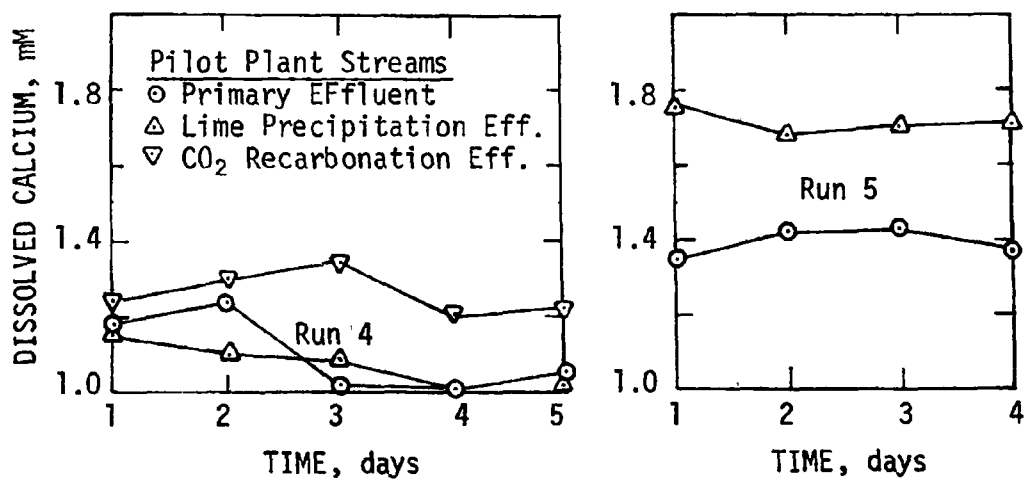 DISSOLVED CALCIUM, mM
Pilot Plant Streams
⊙ Primary EFfluent
△ Lime Precipitation Eff.
▽ CO₂ Recarbonation Eff.
1.8
1.4
1.0
Run 4
1 2 3 4 5
TIME, days
1.8
1.4
1.0
Run 5
1 2 3 4
TIME, days